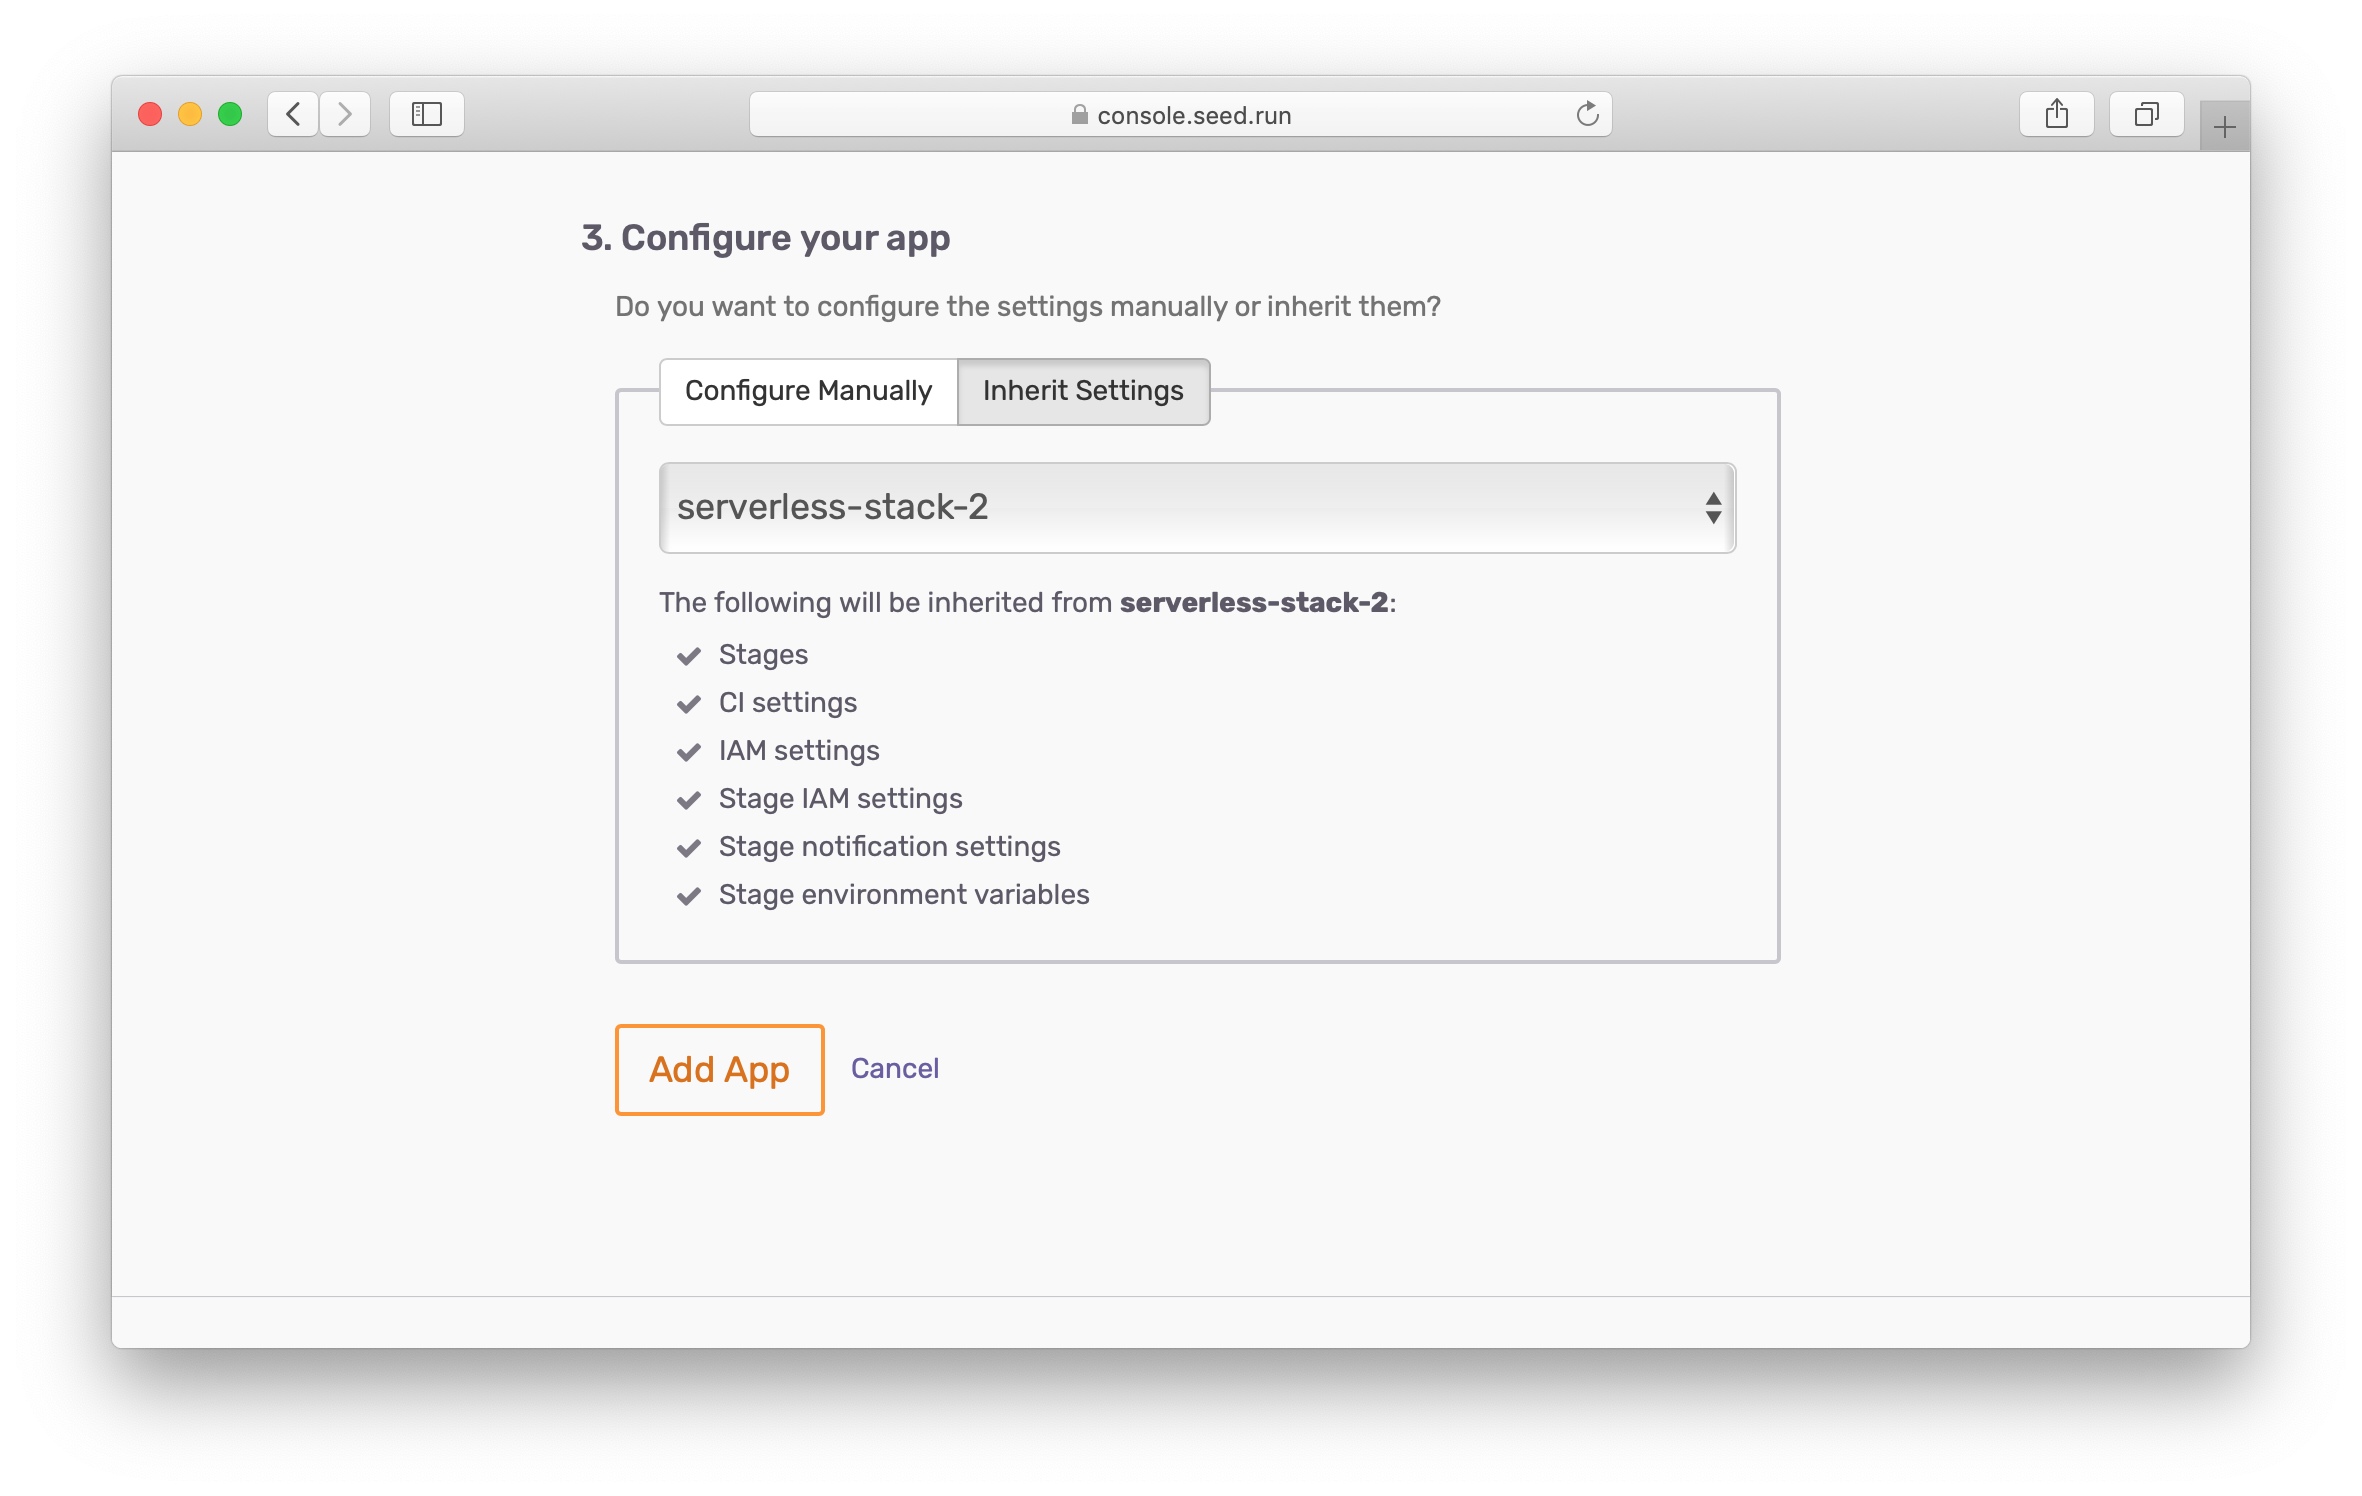 console.seed.run
3. Configure your app
Do you want to configure the settings manually or inherit them?
Configure Manually Inherit Settings
serverless-stack-2
The following will be inherited from serverless-stack-2:
Stages
CI settings
IAM settings
Stage IAM settings
Stage notification settings
Stage environment variables
Add App Cancel